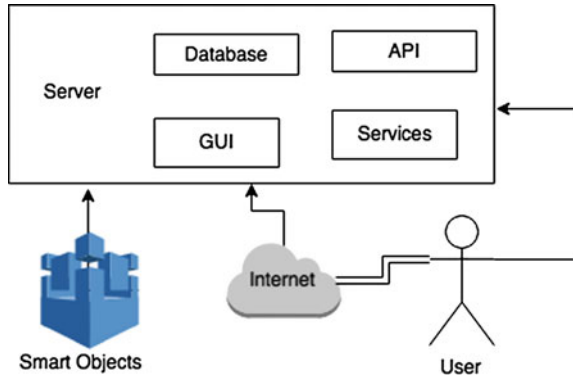 Database
API
Server
GUI
Services
Internet
Smart Objects
User